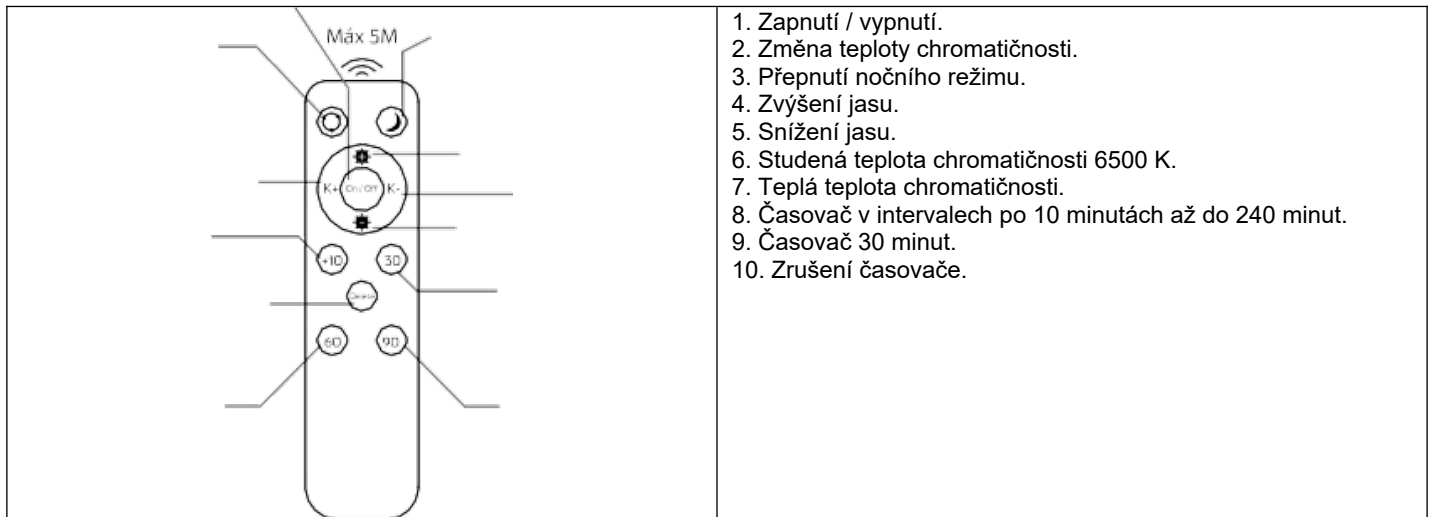 Máx 5M
K+
On/Off
K-
+10
30
60
90
1. Zapnutí / vypnutí.
2. Změna teploty chromatičnosti.
3. Přepnutí nočního režimu.
4. Zvýšení jasu.
5. Snížení jasu.
6. Studená teplota chromatičnosti 6500 K.
7. Teplá teplota chromatičnosti.
8. Časovač v intervalech po 10 minutách až do 240 minut.
9. Časovač 30 minut.
10. Zrušení časovače.